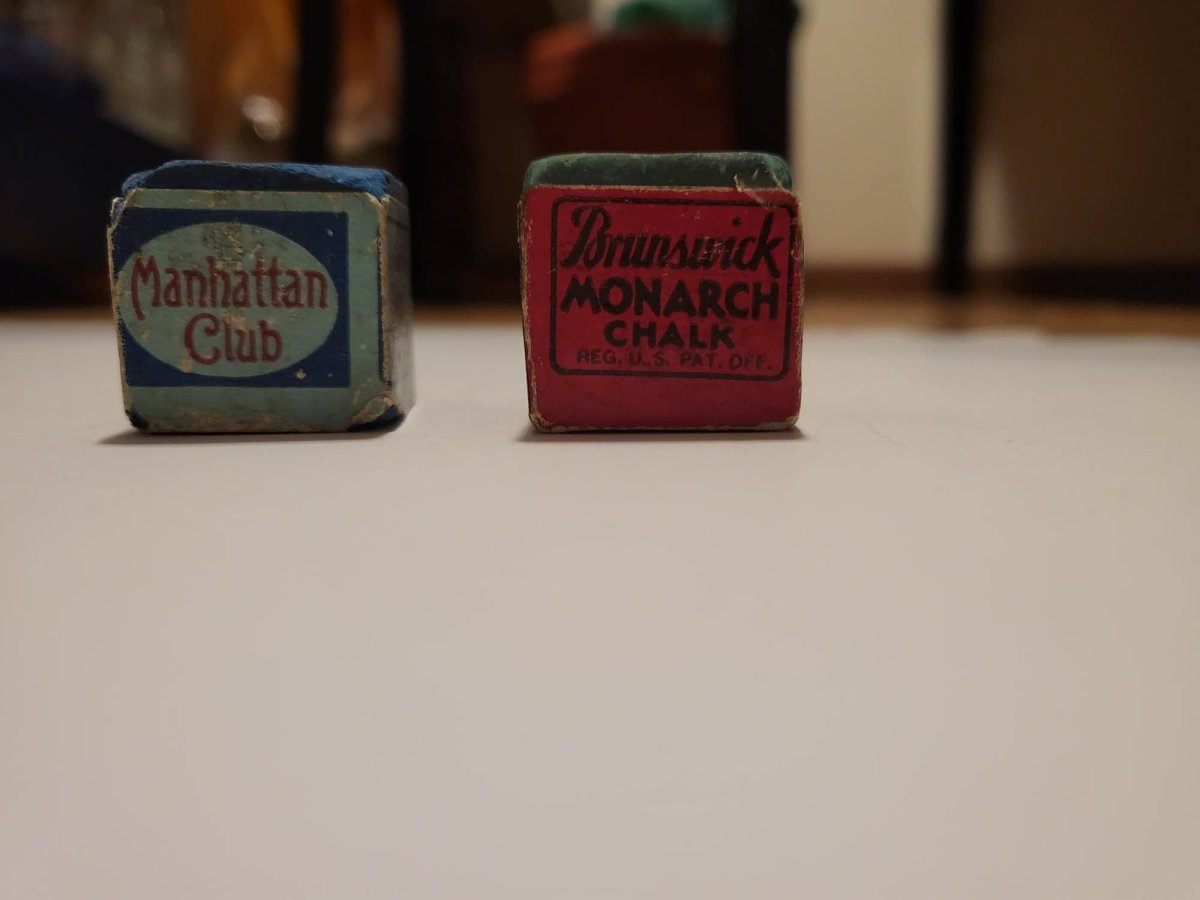 Manhattan
Club
Brunswick
MONARCH
CHALK
REG. U. S. PAT. OFF.